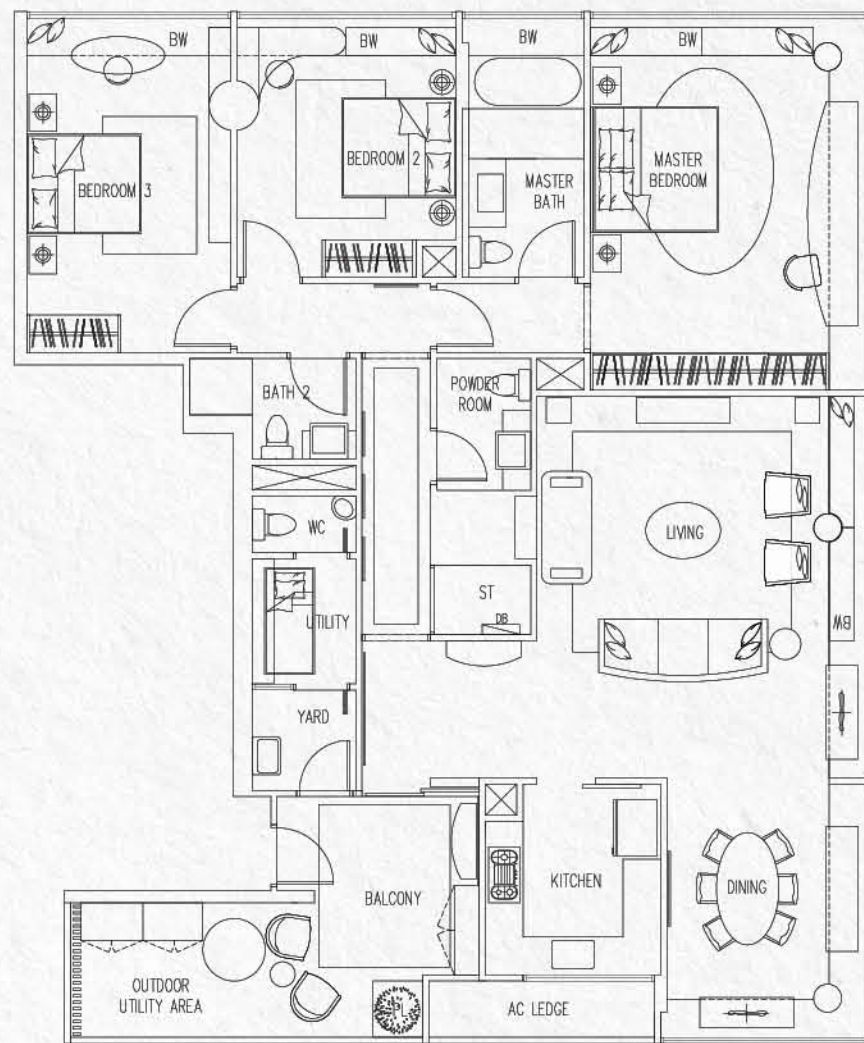 BW
BW
BW
BW
BEDROOM 3
BEDROOM 2
MASTER
BATH
MASTER
BEDROOM
BATH 2
POWDER
ROOM
WC
LIVING
ST
DB
UTILITY
BW
YARD
BALCONY
KITCHEN
DINING
OUTDOOR
UTILITY AREA
PL
AC LEDGE